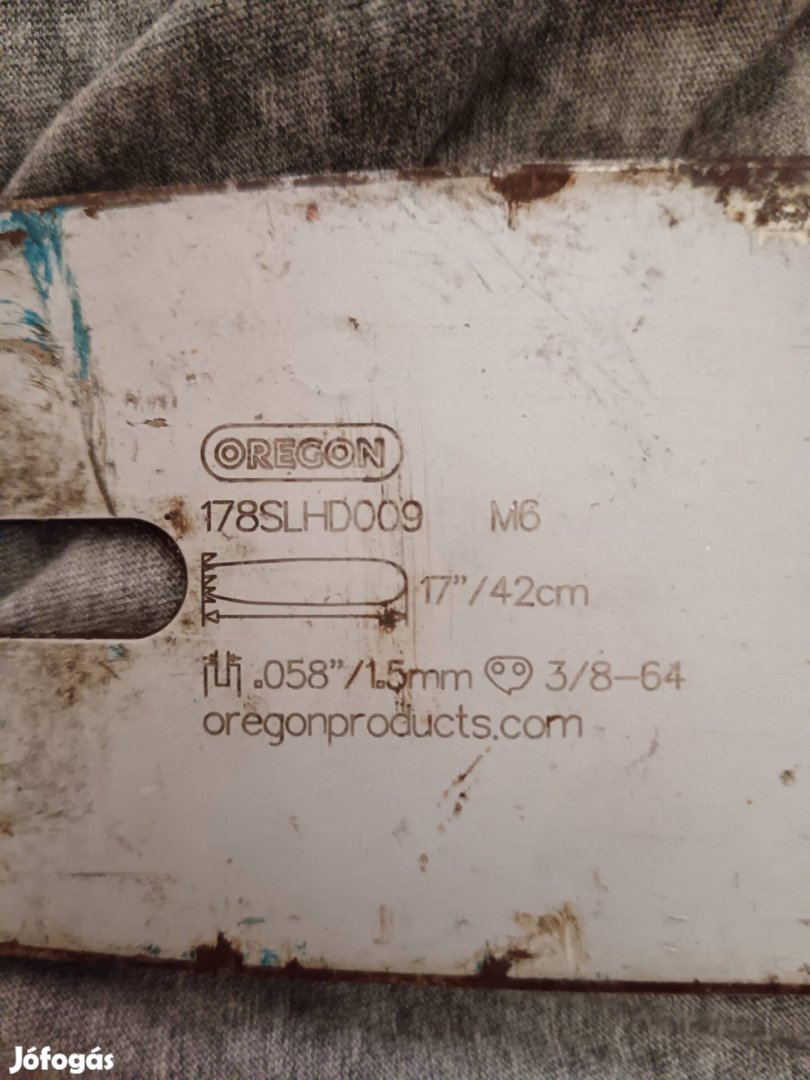 OREGON
178SLHD009 M6
17"/42cm
.058"/1.5mm 3/8-64
oregonproducts.com
Jófogás